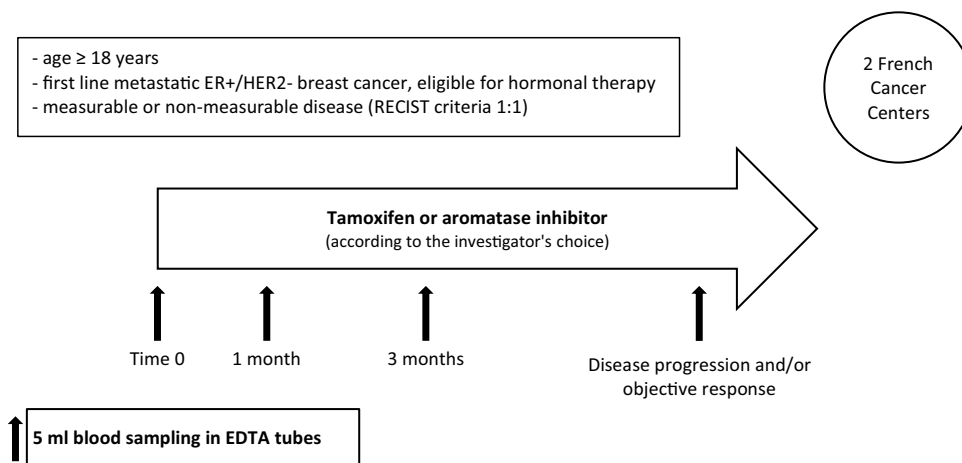 - age ≥ 18 years
- first line metastatic ER+/HER2- breast cancer, eligible for hormonal therapy
- measurable or non-measurable disease (RECIST criteria 1:1)
2 French
Cancer
Centers
Tamoxifen or aromatase inhibitor
(according to the investigator's choice)
Time 0
1 month
3 months
Disease progression and/or
objective response
5 ml blood sampling in EDTA tubes